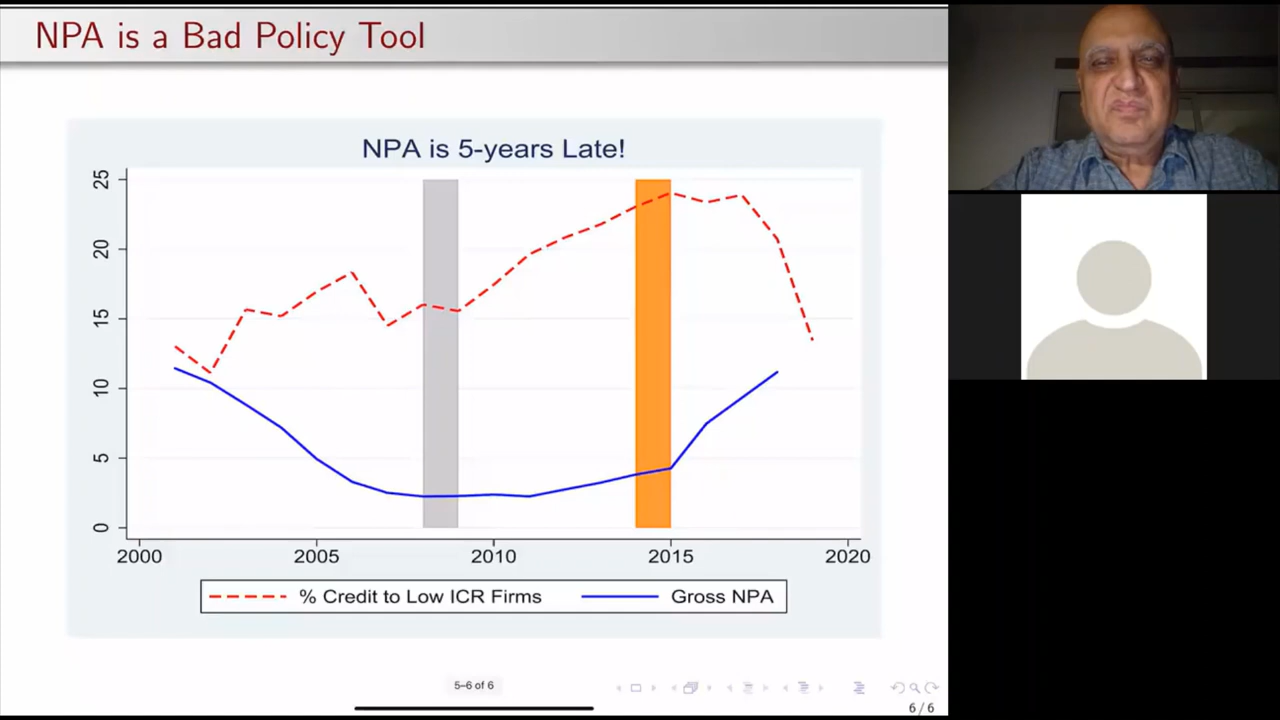 NPA is a Bad Policy Tool
NPA is 5-years Late!
25
20
15
10
5
0
2000 2005 2010 2015 2020
% Credit to Low ICR Firms Gross NPA
5-6 of 6
6 / 6